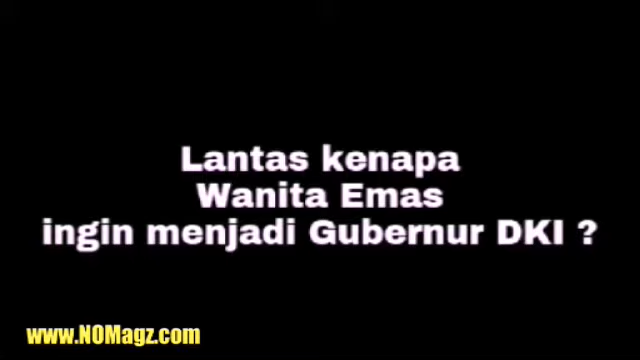 Lantas kenapa
Wanita Emas
ingin menjadi Gubernur DKI ?
www.NOMagz.com